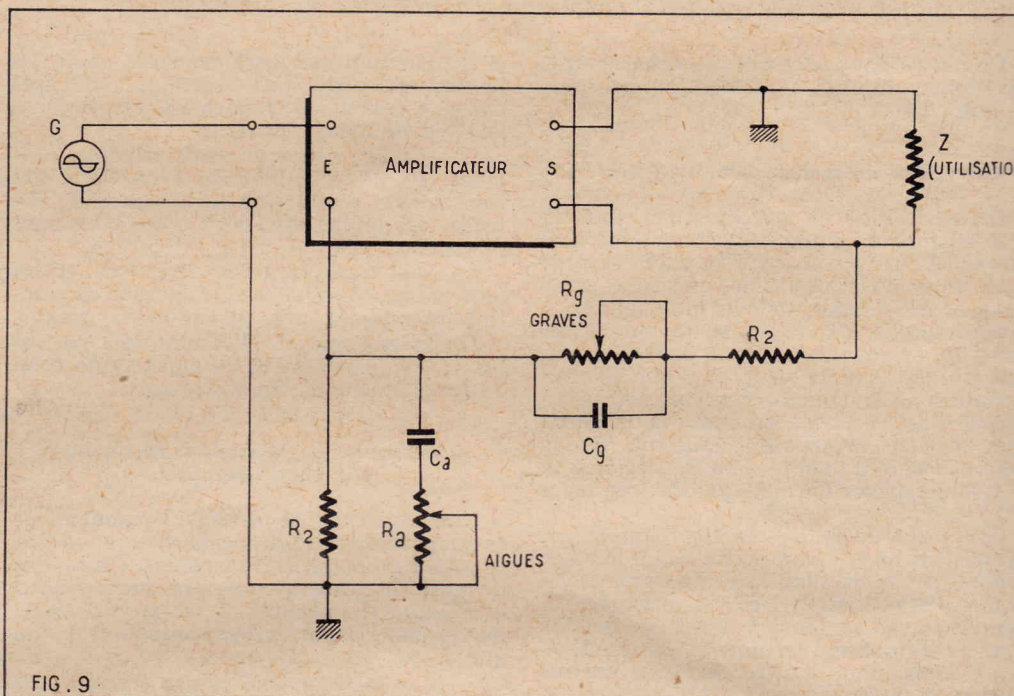 G
E
AMPLIFICATEUR
S
Z
(UTILISATIO
Rg
GRAVES
R2
Cg
Ca
R2
Ra
AIGUES
FIG. 9